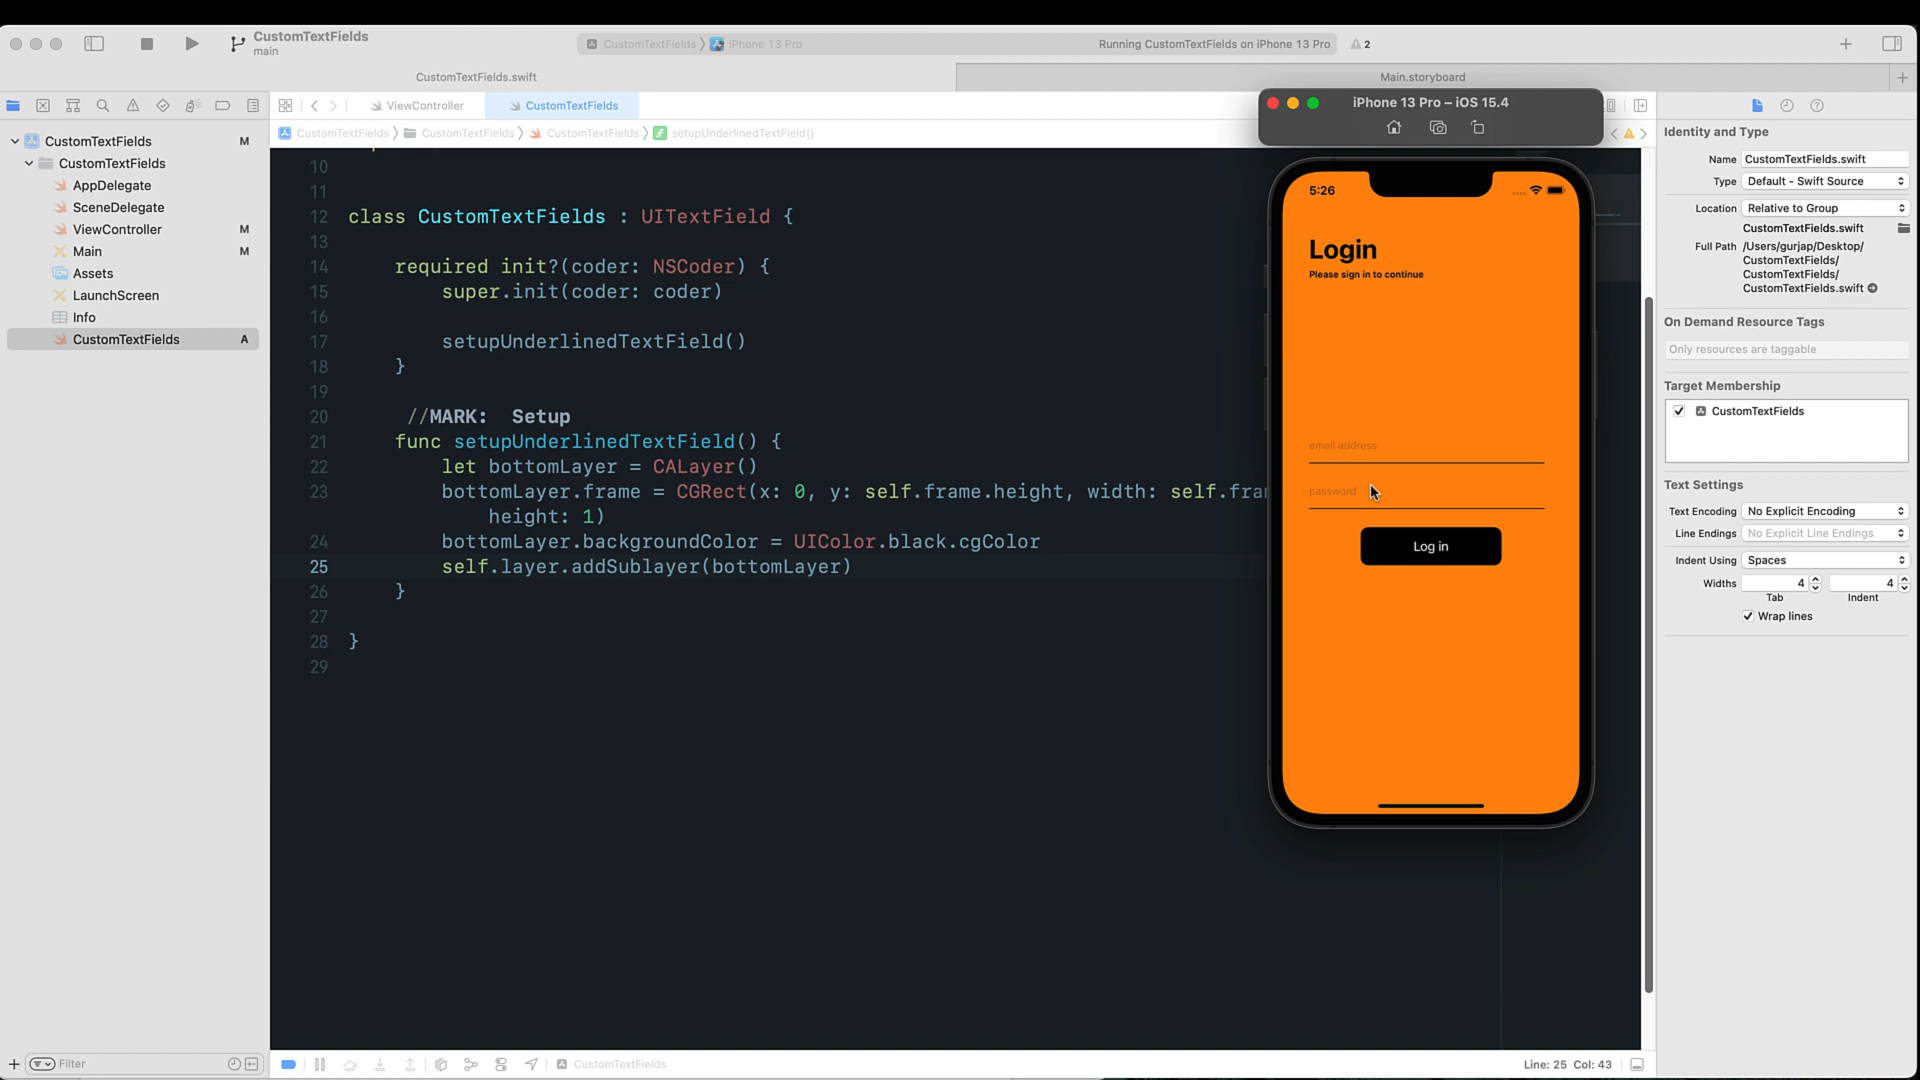 CustomTextFields
main
CustomTextFields
iPhone 13 Pro
Running CustomTextFields on iPhone 13 Pro
2
CustomTextFields.swift
Main.storyboard
ViewController
CustomTextFields
CustomTextFields
CustomTextFields
CustomTextFields
setupUnderlinedTextField()
CustomTextFields M
CustomTextFields
AppDelegate
SceneDelegate
ViewController M
Main M
Assets
LaunchScreen
Info
CustomTextFields A
10
11
12 class CustomTextFields : UITextField {
13
14 required init?(coder: NSCoder) {
15 super.init(coder: coder)
16
17 setupUnderlinedTextField()
18 }
19
20 //MARK: Setup
21 func setupUnderlinedTextField() {
22 let bottomLayer = CALayer()
23 bottomLayer.frame = CGRect(x: 0, y: self.frame.height, width: self.fra
height: 1)
24 bottomLayer.backgroundColor = UIColor.black.cgColor
25 self.layer.addSublayer(bottomLayer)
26 }
27
28 }
29
iPhone 13 Pro – iOS 15.4
5:26
Login
Please sign in to continue
email address
password
Log in
Identity and Type
Name CustomTextFields.swift
Type Default - Swift Source
Location Relative to Group
CustomTextFields.swift
Full Path /Users/gurjap/Desktop/
CustomTextFields/
CustomTextFields/
CustomTextFields.swift
On Demand Resource Tags
Only resources are taggable
Target Membership
CustomTextFields
Text Settings
Text Encoding No Explicit Encoding
Line Endings No Explicit Line Endings
Indent Using Spaces
Widths 4 4
Tab Indent
Wrap lines
Filter
CustomTextFields
Line: 25 Col: 43